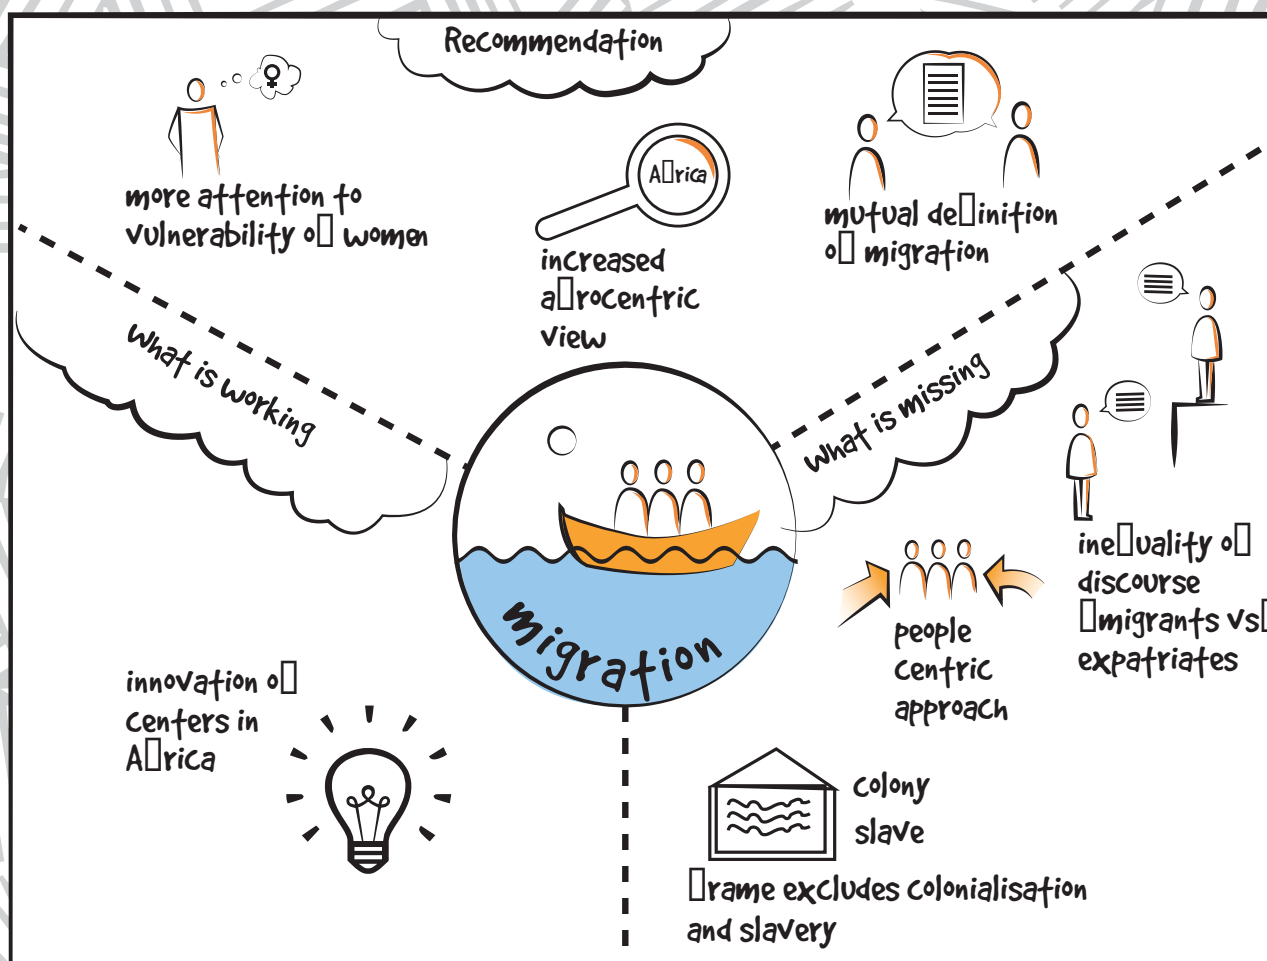 Recommendation
more attention to
vulnerability o▯ women
A▯rica
increased
a▯rocentric
view
mutual de▯inition
o▯ migration
What is working
innovation o▯
centers in
A▯rica
What is missing
ine▯uality o▯
discourse
▯migrants vs▯
expatriates
people
centric
approach
colony
slave
▯rame excludes colonialisation
and slavery
migration